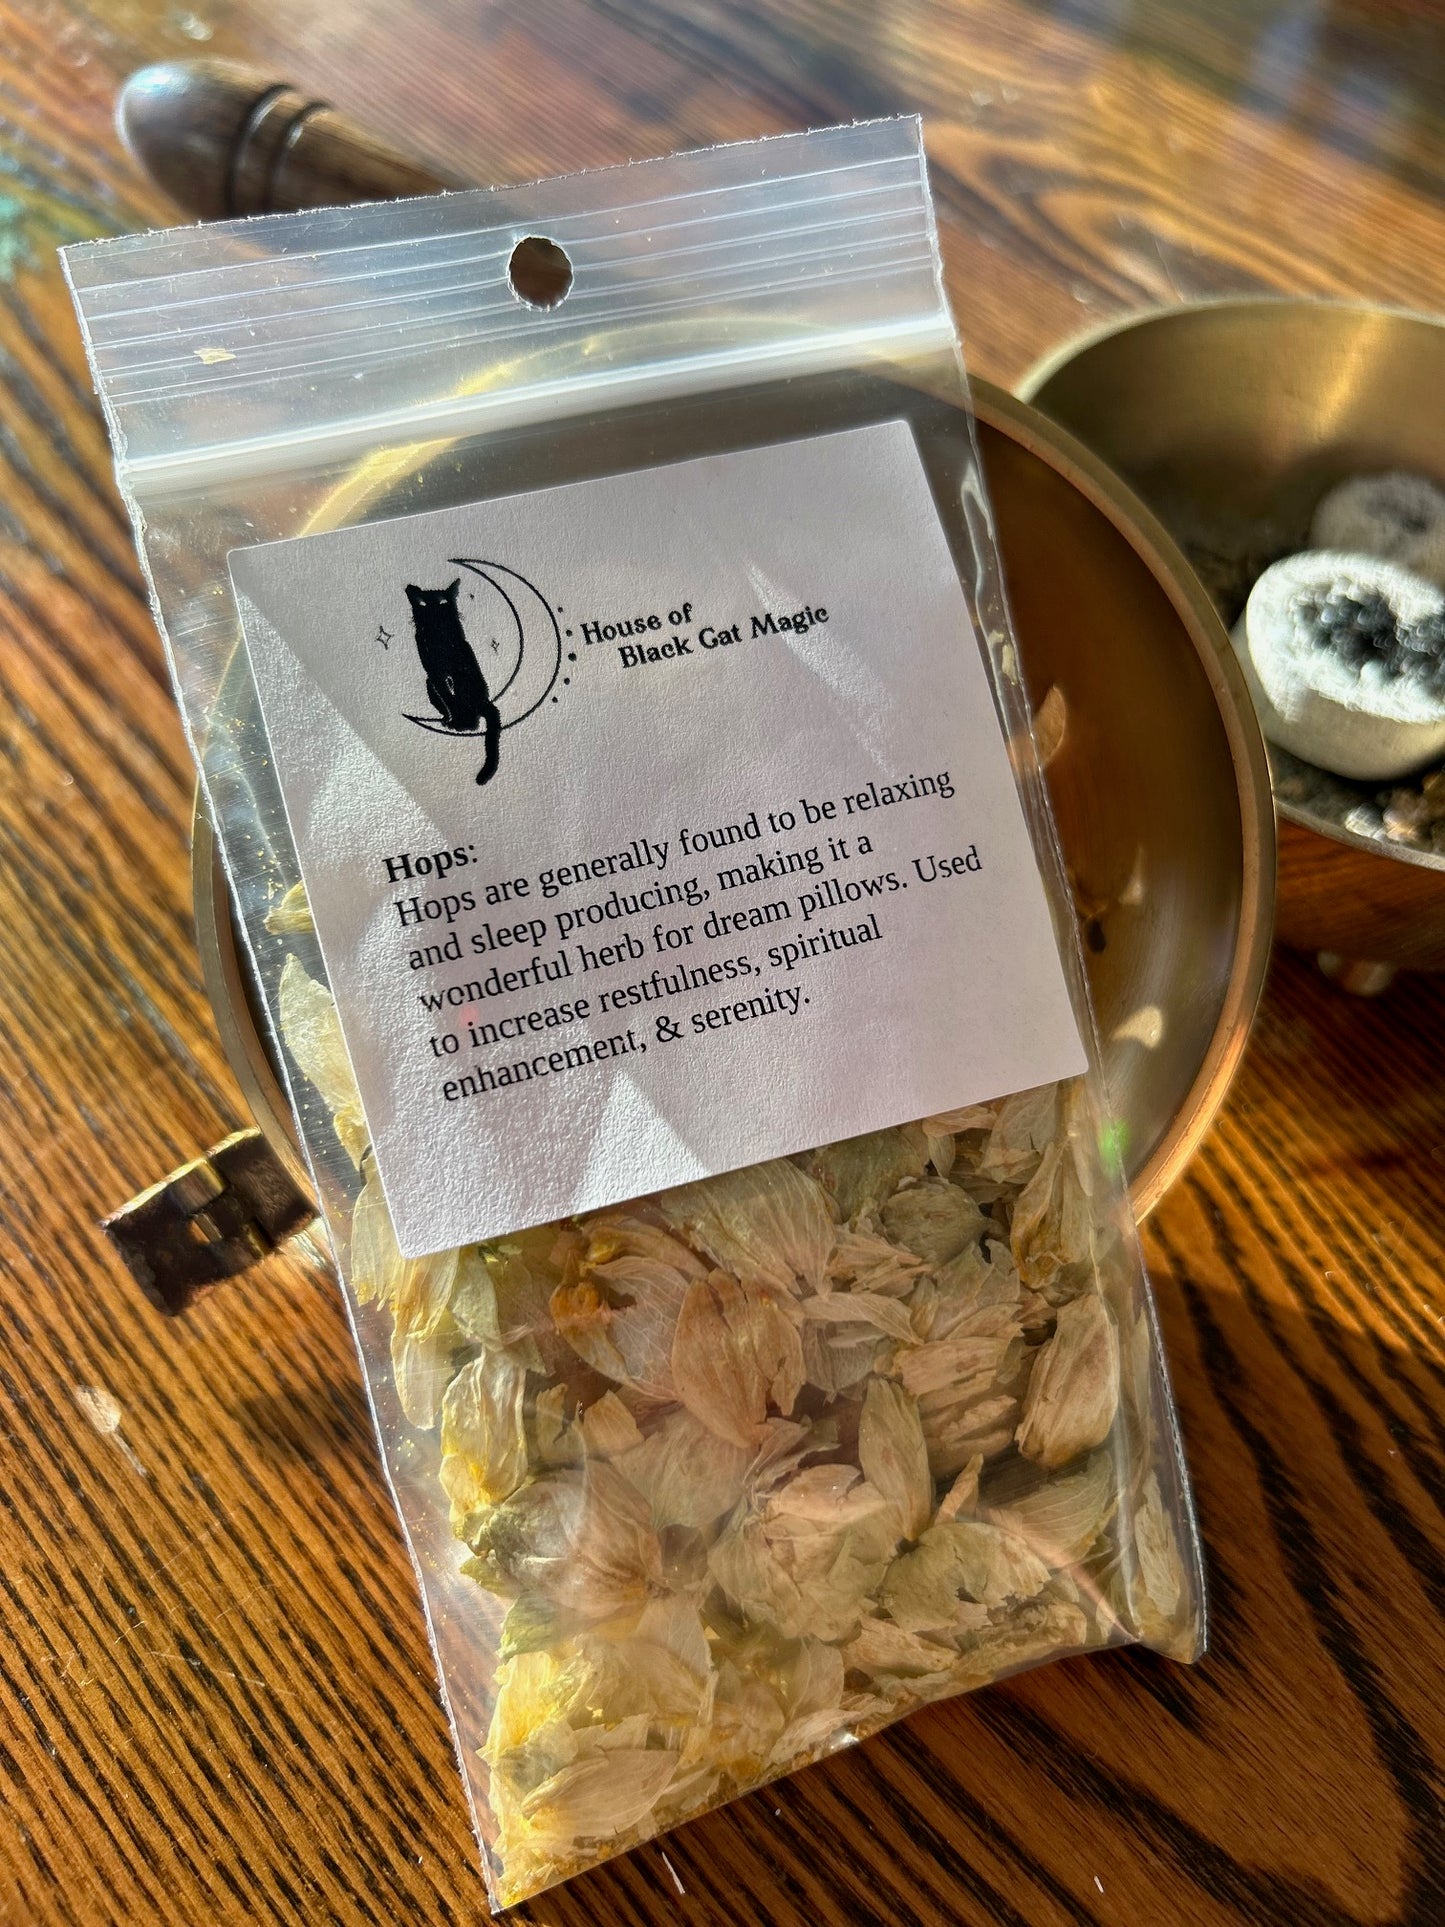 House of
Black Cat Magic
Hops:
Hops are generally found to be relaxing
and sleep producing, making it a
wonderful herb for dream pillows. Used
to increase restfulness, spiritual
enhancement, & serenity.